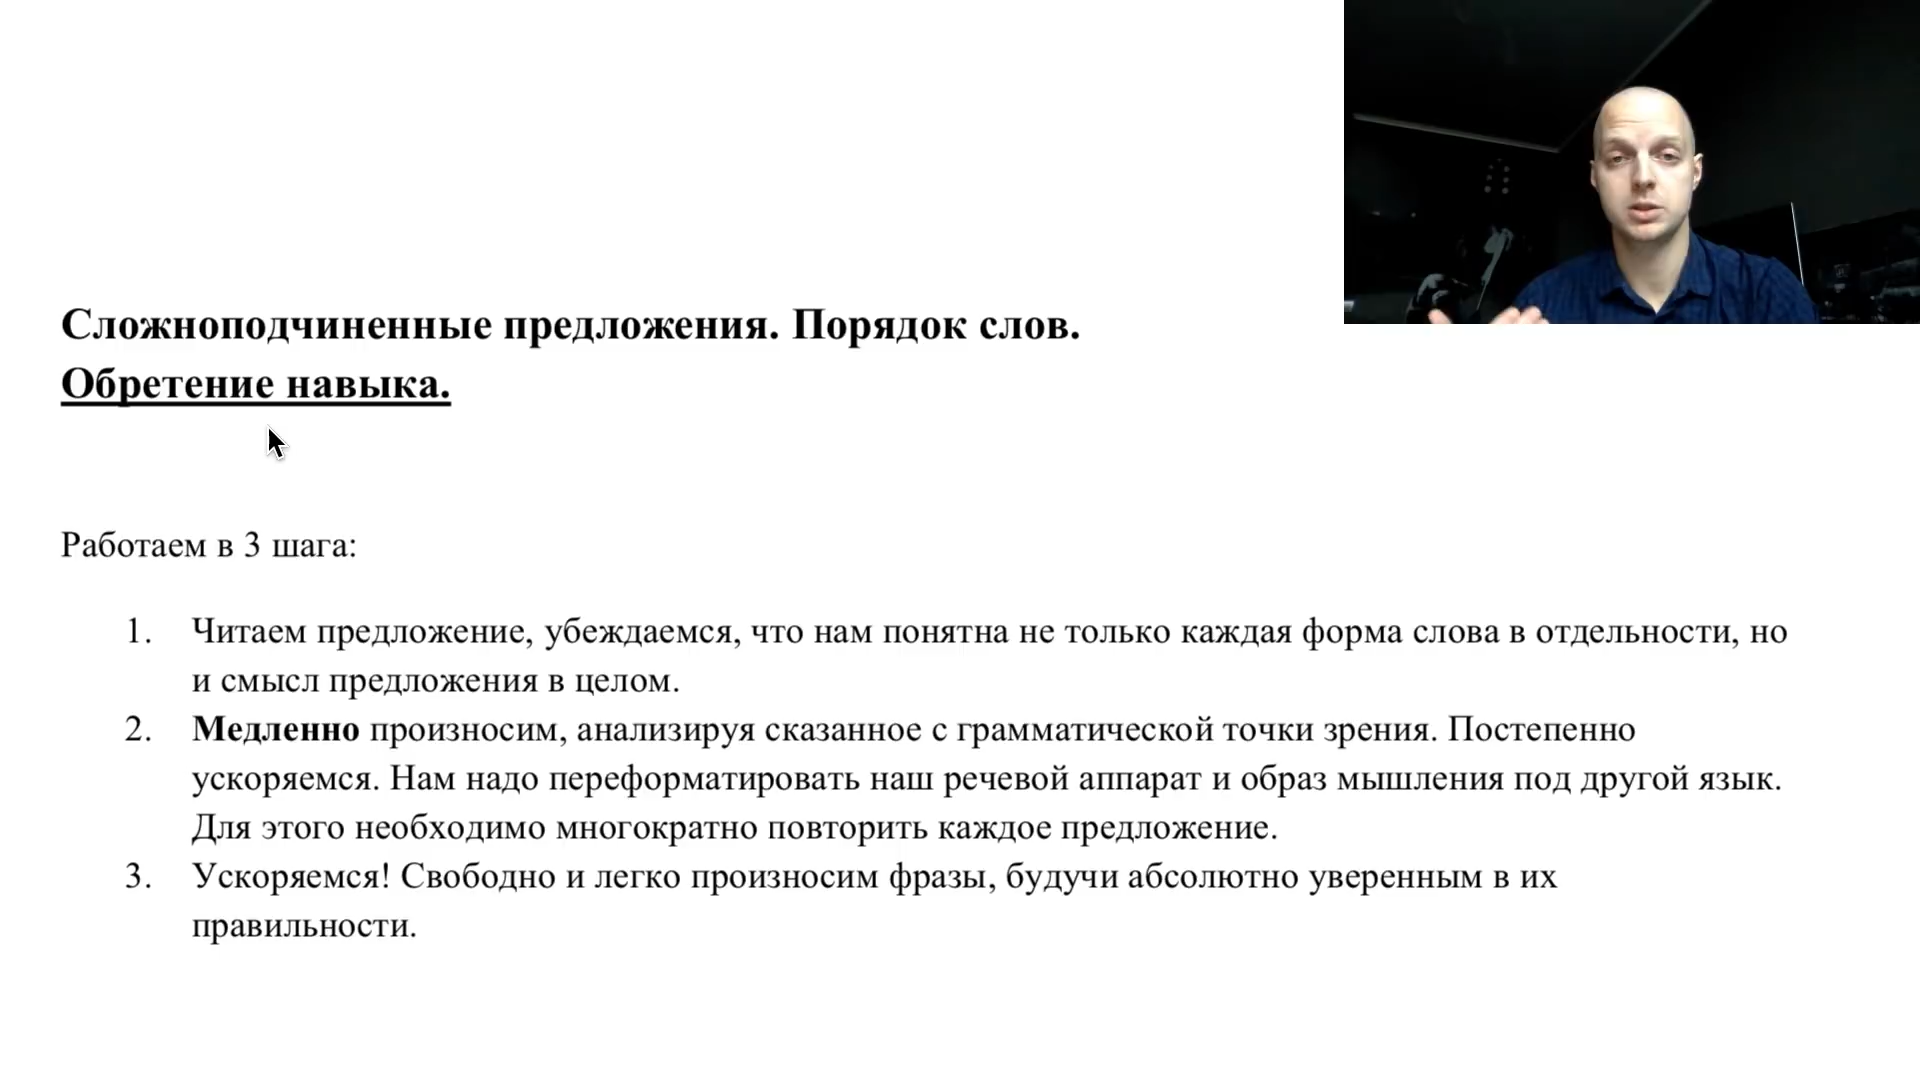 Сложноподчиненные предложения. Порядок слов.
Обретение навыка.
Работаем в 3 шага:
1. Читаем предложение, убеждаемся, что нам понятна не только каждая форма слова в отдельности, но
и смысл предложения в целом.
2. Медленно произносим, анализируя сказанное с грамматической точки зрения. Постепенно
ускоряемся. Нам надо переформатировать наш речевой аппарат и образ мышления под другой язык.
Для этого необходимо многократно повторить каждое предложение.
3. Ускоряемся! Свободно и легко произносим фразы, будучи абсолютно уверенным в их
правильности.